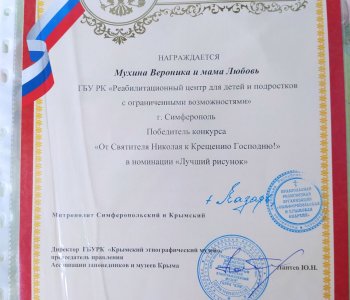 НАГРАЖДАЕТСЯ
Мухина Вероника и мама Любовь
ГБУ РК «Реабилитационный центр для детей и подростков
с ограниченными возможностями»
г. Симферополь
Победитель конкурса
«От Святителя Николая к Крещению Господню!»
в номинации «Лучший рисунок»
Митрополит Симферопольский и Крымский
Директор ГБУРК «Крымский этнографический музей»,
председатель правления
Ассоциации заповедников и музеев Крыма
Лаптев Ю.Н.